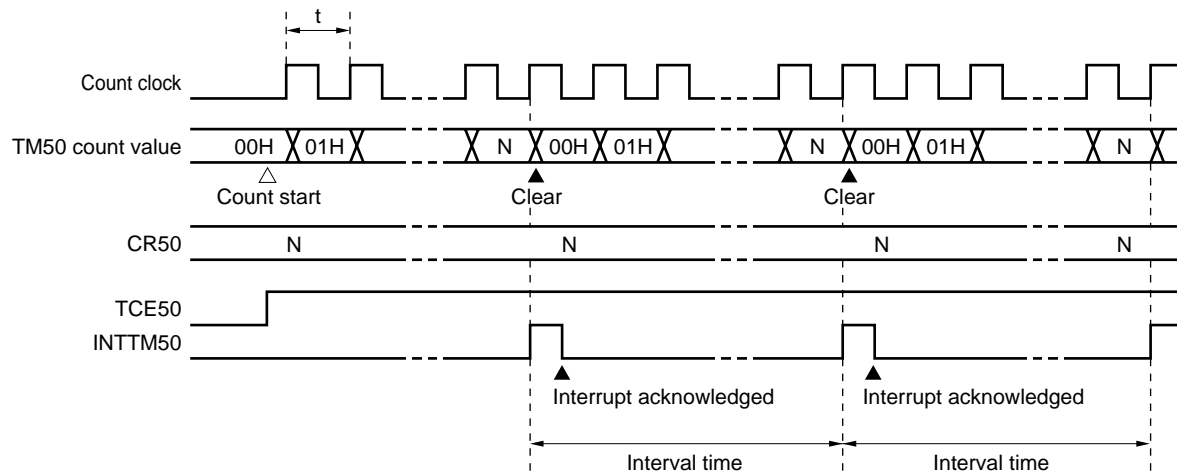 t
Count clock
TM50 count value 00H 01H N 00H 01H N 00H 01H N
Count start Clear Clear
CR50 N N N N
TCE50
INTTM50
Interrupt acknowledged Interrupt acknowledged
Interval time Interval time